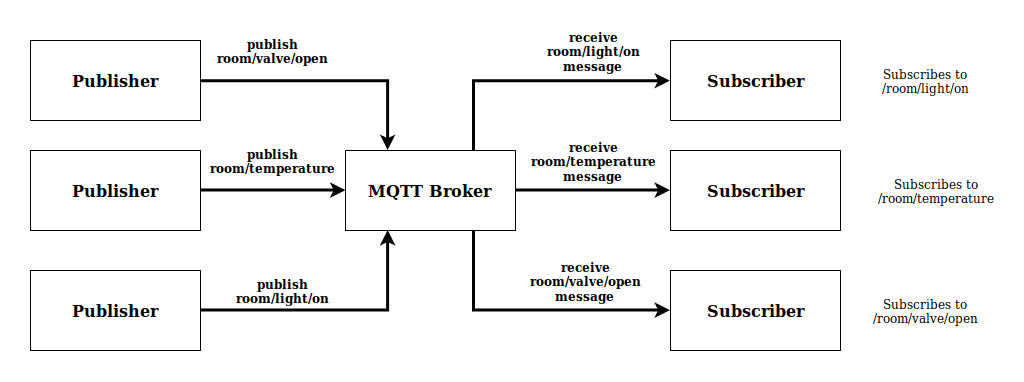 publish
room/valve/open
Publisher
receive
room/light/on
message
Subscriber
Subscribes to
/room/light/on
publish
room/temperature
Publisher
MQTT Broker
receive
room/temperature
message
Subscriber
Subscribes to
/room/temperature
publish
room/light/on
Publisher
receive
room/valve/open
message
Subscriber
Subscribes to
/room/valve/open